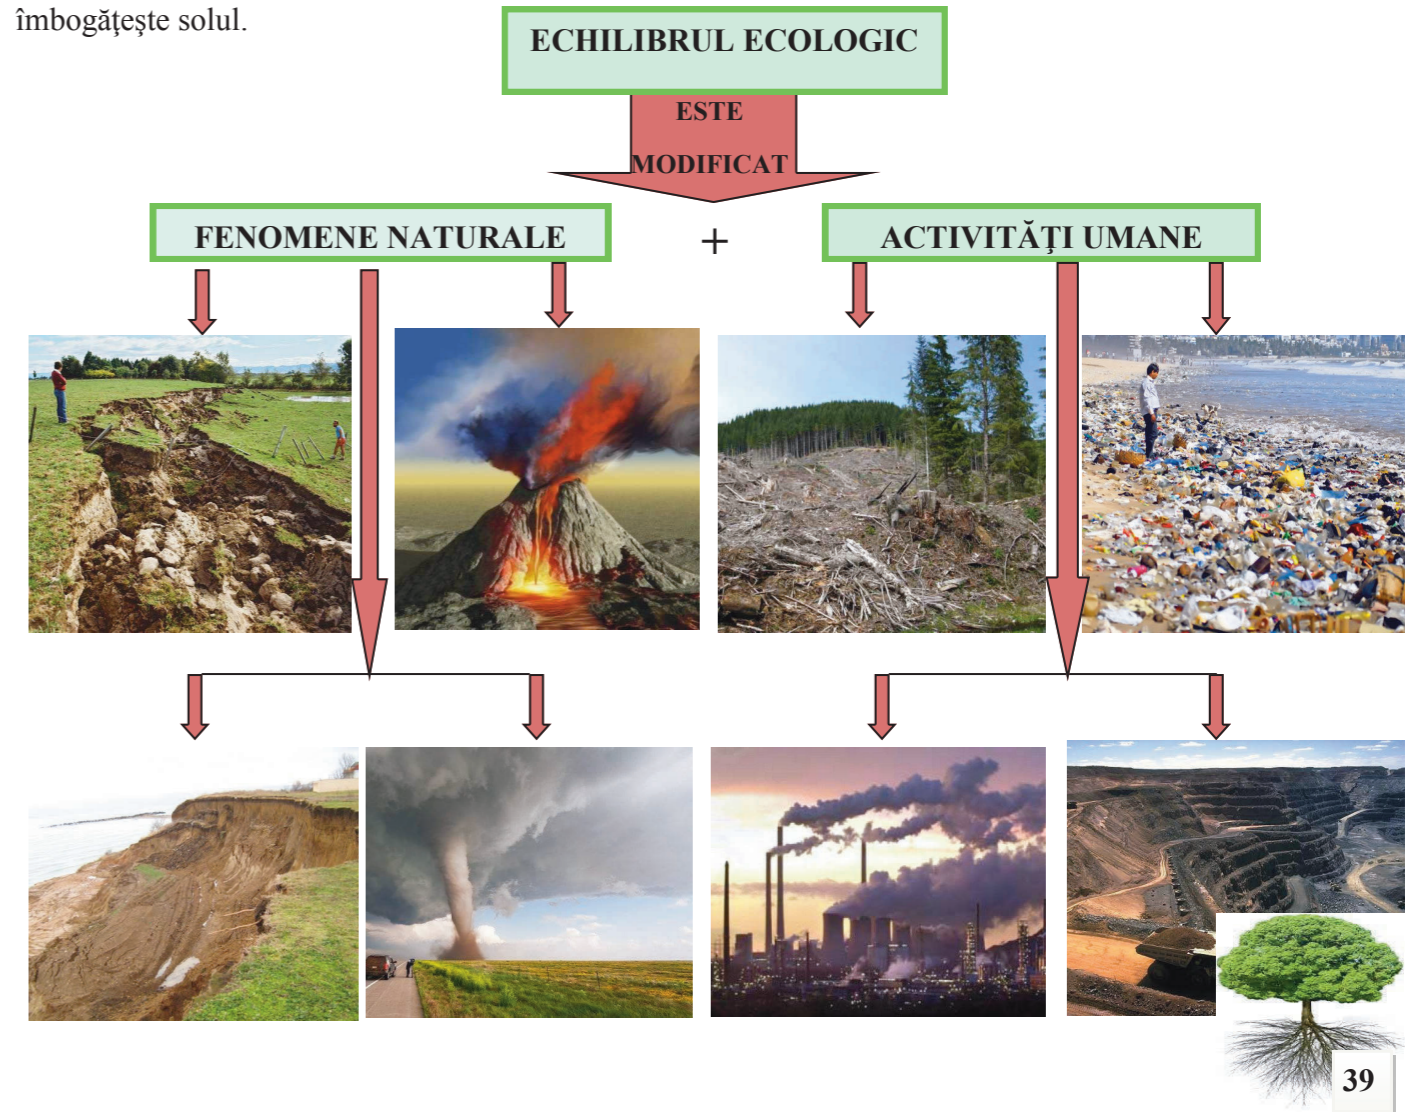 îmbogăţeşte solul.
ECHILIBRUL ECOLOGIC
ESTE
MODIFICAT
FENOMENE NATURALE
+
ACTIVITĂŢI UMANE
39